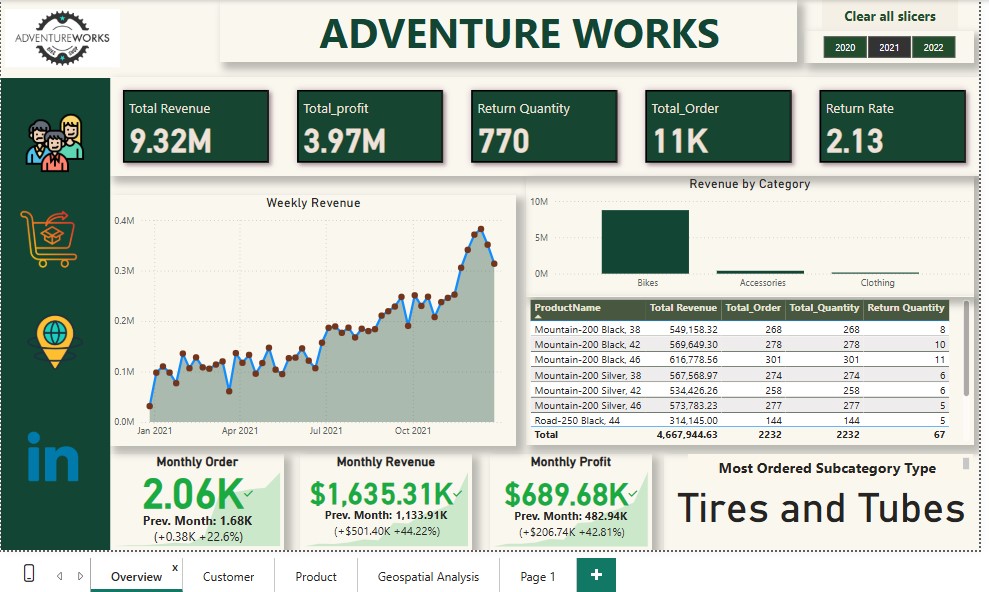 ADVENTUREWORKS
BIKE SHOP
ADVENTURE WORKS
Clear all slicers
2020 2021 2022
Total Revenue
9.32M
Total_profit
3.97M
Return Quantity
770
Total_Order
11K
Return Rate
2.13
Weekly Revenue
0.4M
0.3M
0.2M
0.1M
0.0M
Jan 2021 Apr 2021 Jul 2021 Oct 2021
Revenue by Category
10M
5M
0M
Bikes Accessories Clothing
ProductName Total Revenue Total_Order Total_Quantity Return Quantity
Mountain-200 Black, 38 549,158.32 268 268 8
Mountain-200 Black, 42 569,649.30 278 278 10
Mountain-200 Black, 46 616,778.56 301 301 11
Mountain-200 Silver, 38 567,568.97 274 274 6
Mountain-200 Silver, 42 534,426.26 258 258 6
Mountain-200 Silver, 46 573,783.23 277 277 5
Road-250 Black, 44 314,145.00 144 144 5
Total 4,667,944.63 2232 2232 67
in
Monthly Order
2.06K
Prev. Month: 1.68K
(+0.38K +22.6%)
Monthly Revenue
$1,635.31K
Prev. Month: 1,133.91K
(+$501.40K +44.22%)
Monthly Profit
$689.68K
Prev. Month: 482.94K
(+$206.74K +42.81%)
Most Ordered Subcategory Type
Tires and Tubes
Overview x Customer Product Geospatial Analysis Page 1 +